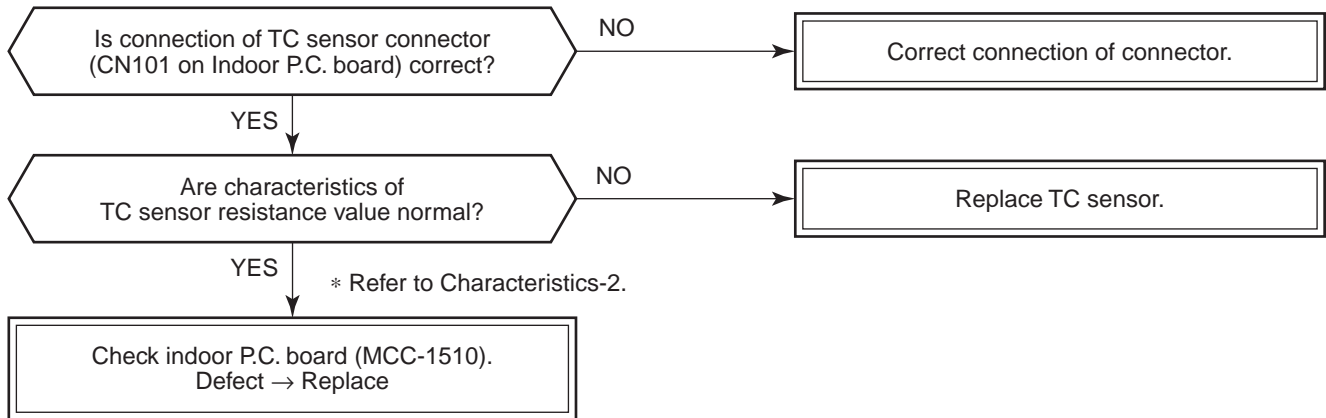 Is connection of TC sensor connector
(CN101 on Indoor P.C. board) correct?
NO
Correct connection of connector.
YES
Are characteristics of
TC sensor resistance value normal?
NO
Replace TC sensor.
YES
* Refer to Characteristics-2.
Check indoor P.C. board (MCC-1510).
Defect → Replace